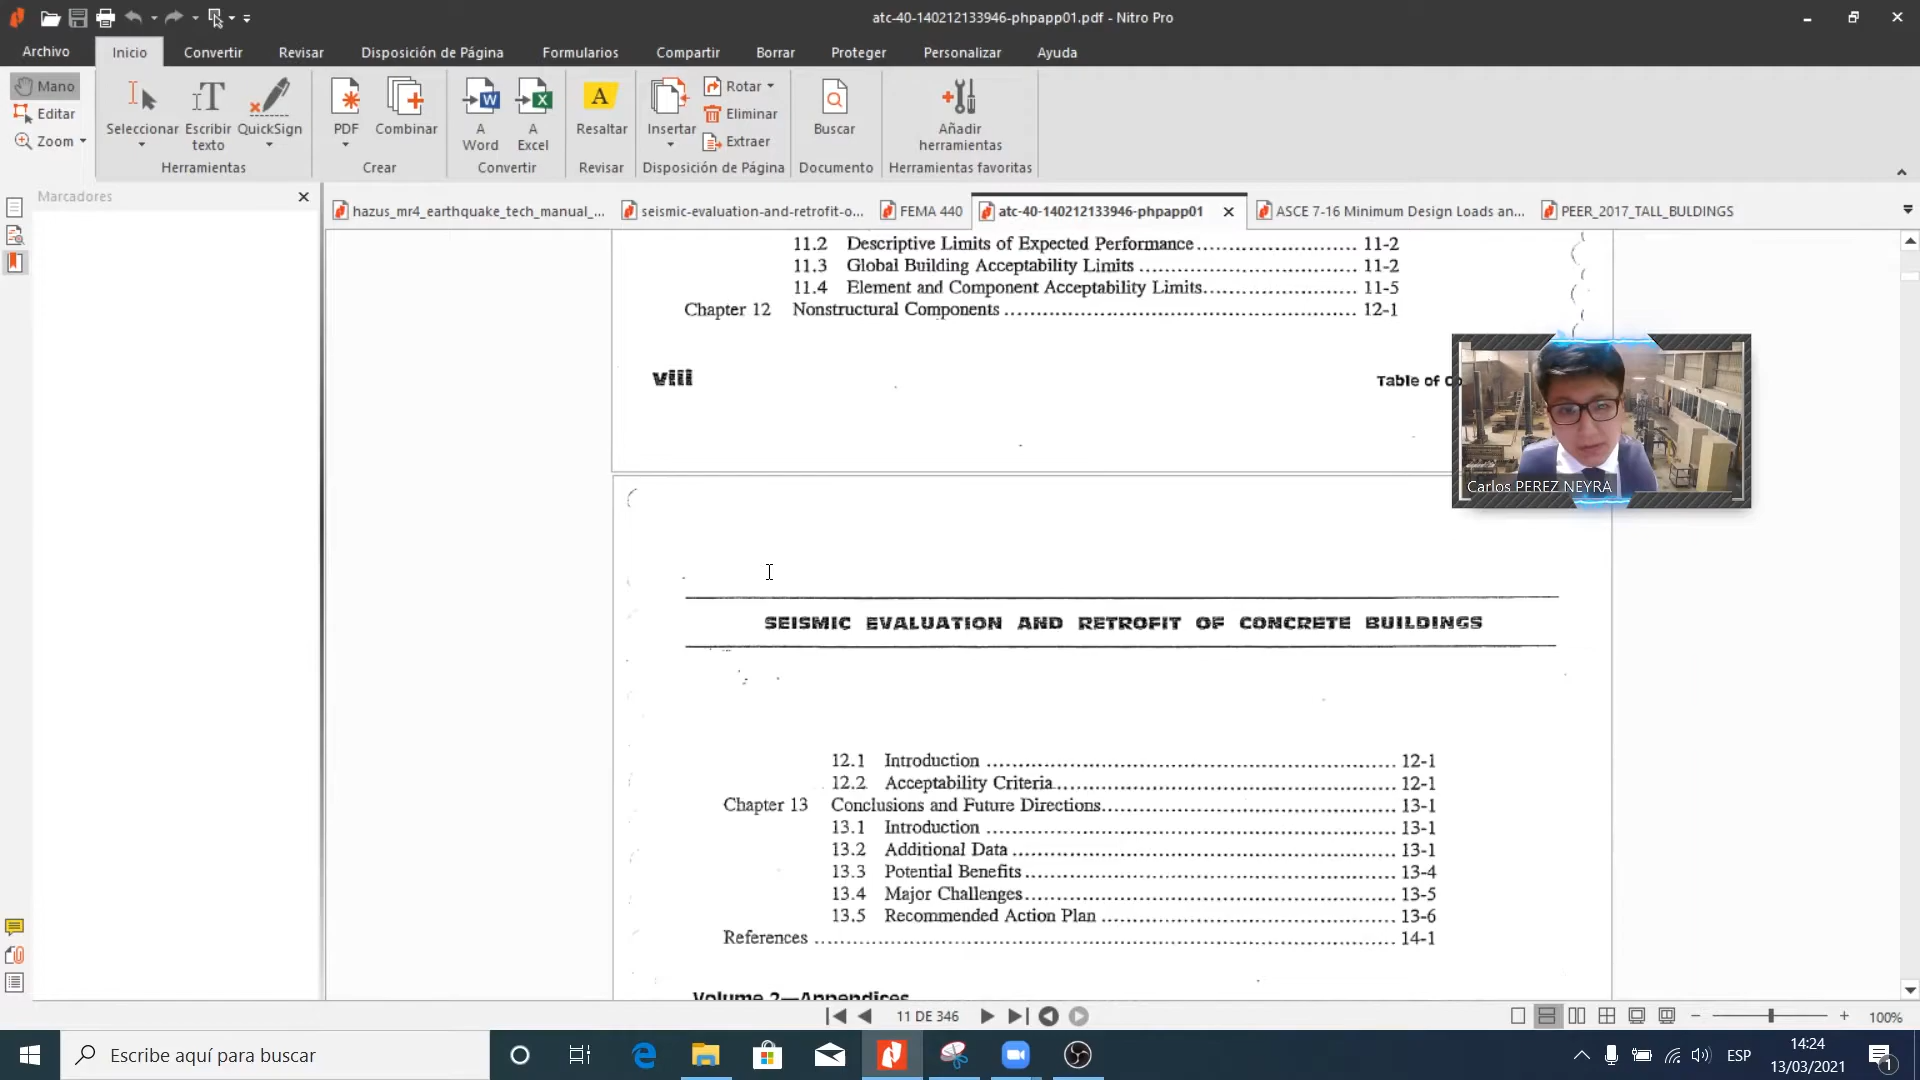 atc-40-140212133946-phpapp01.pdf - Nitro Pro
Archivo Inicio Convertir Revisar Disposición de Página Formularios Compartir Borrar Proteger Personalizar Ayuda
Mano
Editar
Zoom
Seleccionar
Escribir texto
QuickSign
Herramientas
PDF
Combinar
Crear
A Word
A Excel
Convertir
Resaltar
Revisar
Insertar
Rotar
Eliminar
Extraer
Disposición de Página
Buscar
Documento
Añadir herramientas
Herramientas favoritas
Marcadores
hazus_mr4_earthquake_tech_manual_... seismic-evaluation-and-retrofit-o... FEMA 440 atc-40-140212133946-phpapp01 ASCE 7-16 Minimum Design Loads an... PEER_2017_TALL_BULDINGS
11.2 Descriptive Limits of Expected Performance........................ 11-2
11.3 Global Building Acceptability Limits ................................ 11-2
11.4 Element and Component Acceptability Limits....................... 11-5
Chapter 12 Nonstructural Components ..................................................... 12-1
viii
Table of
Carlos PEREZ NEYRA
SEISMIC EVALUATION AND RETROFIT OF CONCRETE BUILDINGS
12.1 Introduction ............................................................. 12-1
12.2 Acceptability Criteria................................................... 12-1
Chapter 13 Conclusions and Future Directions............................................ 13-1
13.1 Introduction ............................................................. 13-1
13.2 Additional Data ......................................................... 13-1
13.3 Potential Benefits........................................................ 13-4
13.4 Major Challenges........................................................ 13-5
13.5 Recommended Action Plan ............................................ 13-6
References ...................................................................................... 14-1
Volume 2—Appendices
11 DE 346
100%
Escribe aquí para buscar
ESP
14:24
13/03/2021
1